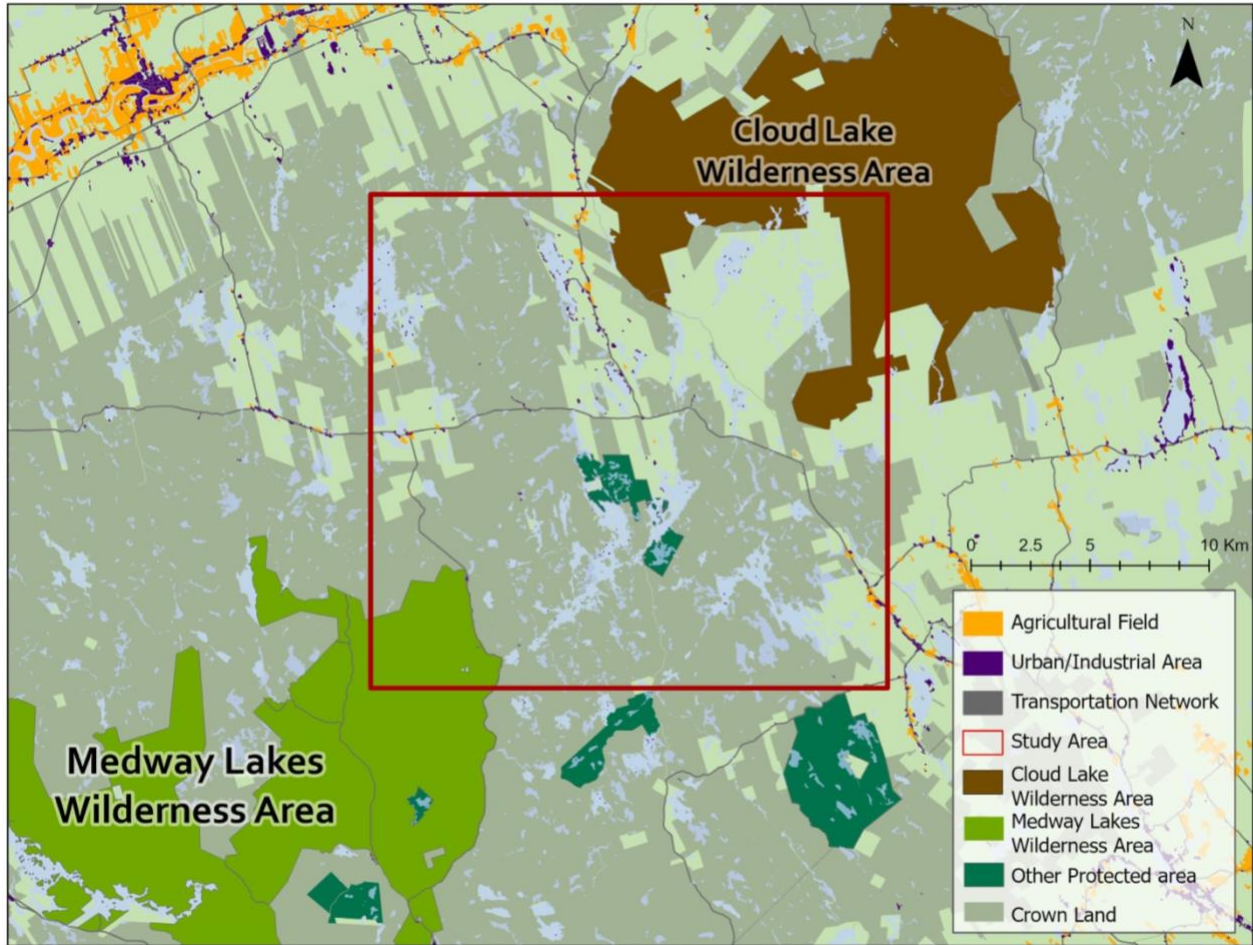 N
Cloud Lake
Wilderness Area
0 2.5 5 10 Km
Medway Lakes
Wilderness Area
Agricultural Field
Urban/Industrial Area
Transportation Network
Study Area
Cloud Lake
Wilderness Area
Medway Lakes
Wilderness Area
Other Protected area
Crown Land